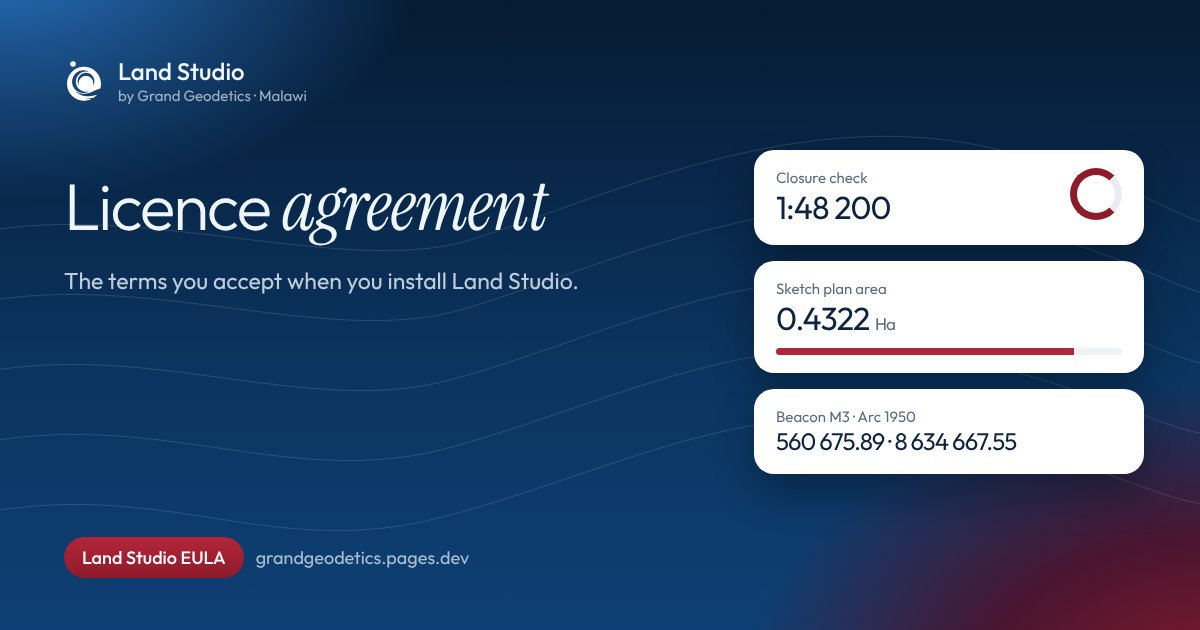 Land Studio
by Grand Geodetics · Malawi
Licence agreement
The terms you accept when you install Land Studio.
Closure check
1:48 200
Sketch plan area
0.4322 Ha
Beacon M3 · Arc 1950
560 675.89 · 8 634 667.55
Land Studio EULA
grandgeodetics.pages.dev